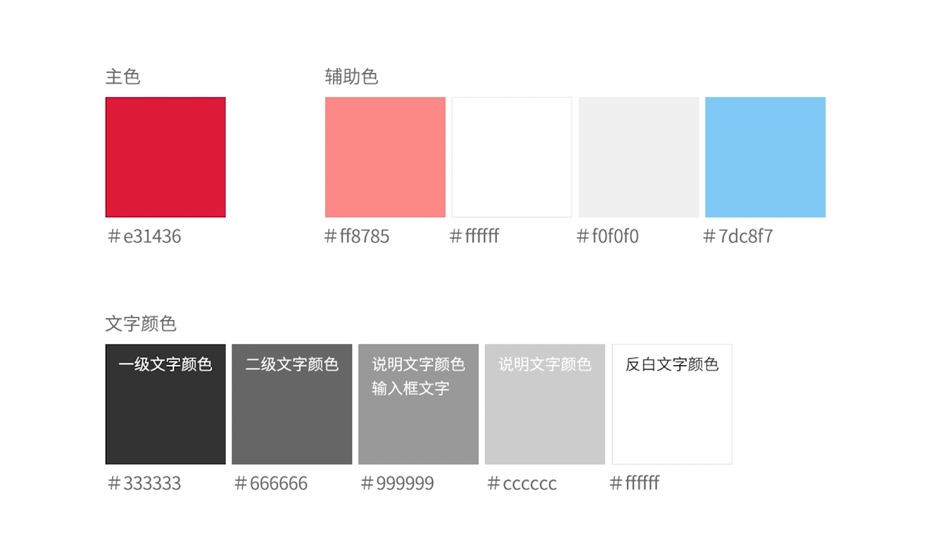 主色
辅助色
＃e31436
＃ff8785
＃ffffff
＃f0f0f0
＃7dc8f7
文字颜色
一级文字颜色
二级文字颜色
说明文字颜色
输入框文字
说明文字颜色
反白文字颜色
＃333333
＃666666
＃999999
＃cccccc
＃ffffff